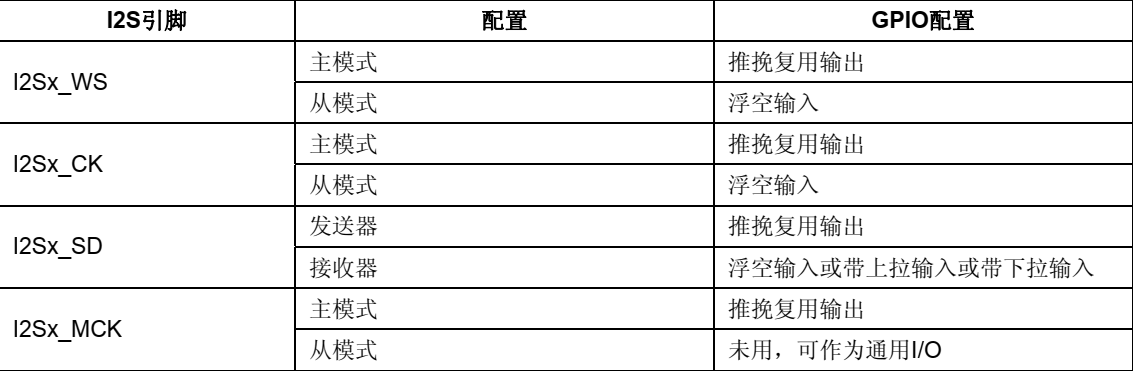 I2S引脚 配置 GPIO配置
I2Sx_WS 主模式 推挽复用输出
从模式 浮空输入
I2Sx_CK 主模式 推挽复用输出
从模式 浮空输入
I2Sx_SD 发送器 推挽复用输出
接收器 浮空输入或带上拉输入或带下拉输入
I2Sx_MCK 主模式 推挽复用输出
从模式 未用，可作为通用I/O